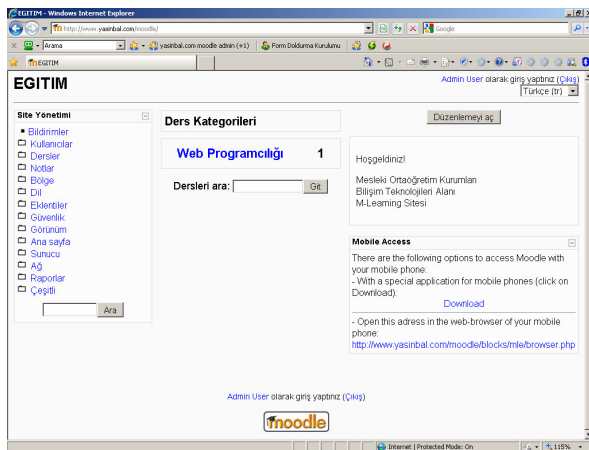 EGITIM - Windows Internet Explorer
http://www.yasinbal.com/moodle/
Google
Arama
yasinbal.com moodle admin (+1)
Form Doldurma Kurulumu
EGITIM
EGITIM
Admin User olarak giriş yaptınız (Çıkış)
Türkçe (tr)
Site Yönetimi
Bildirimler
Kullanıcılar
Dersler
Notlar
Bölge
Dil
Eklentiler
Güvenlik
Görünüm
Ana sayfa
Sunucu
Ağ
Raporlar
Çeşitli
Ara
Ders Kategorileri
Web Programcılığı 1
Dersleri ara: Git
Düzenlemeyi aç
Hoşgeldiniz!
Mesleki Ortaöğretim Kurumları
Bilişim Teknolojileri Alanı
M-Learning Sitesi
Mobile Access
There are the following options to access Moodle with
your mobile phone:
- With a special application for mobile phones (click on
Download):
Download
- Open this adress in the web-browser of your mobile
phone:
http://www.yasinbal.com/moodle/blocks/mle/browser.php
Admin User olarak giriş yaptınız (Çıkış)
moodle
Internet | Protected Mode: On
115%